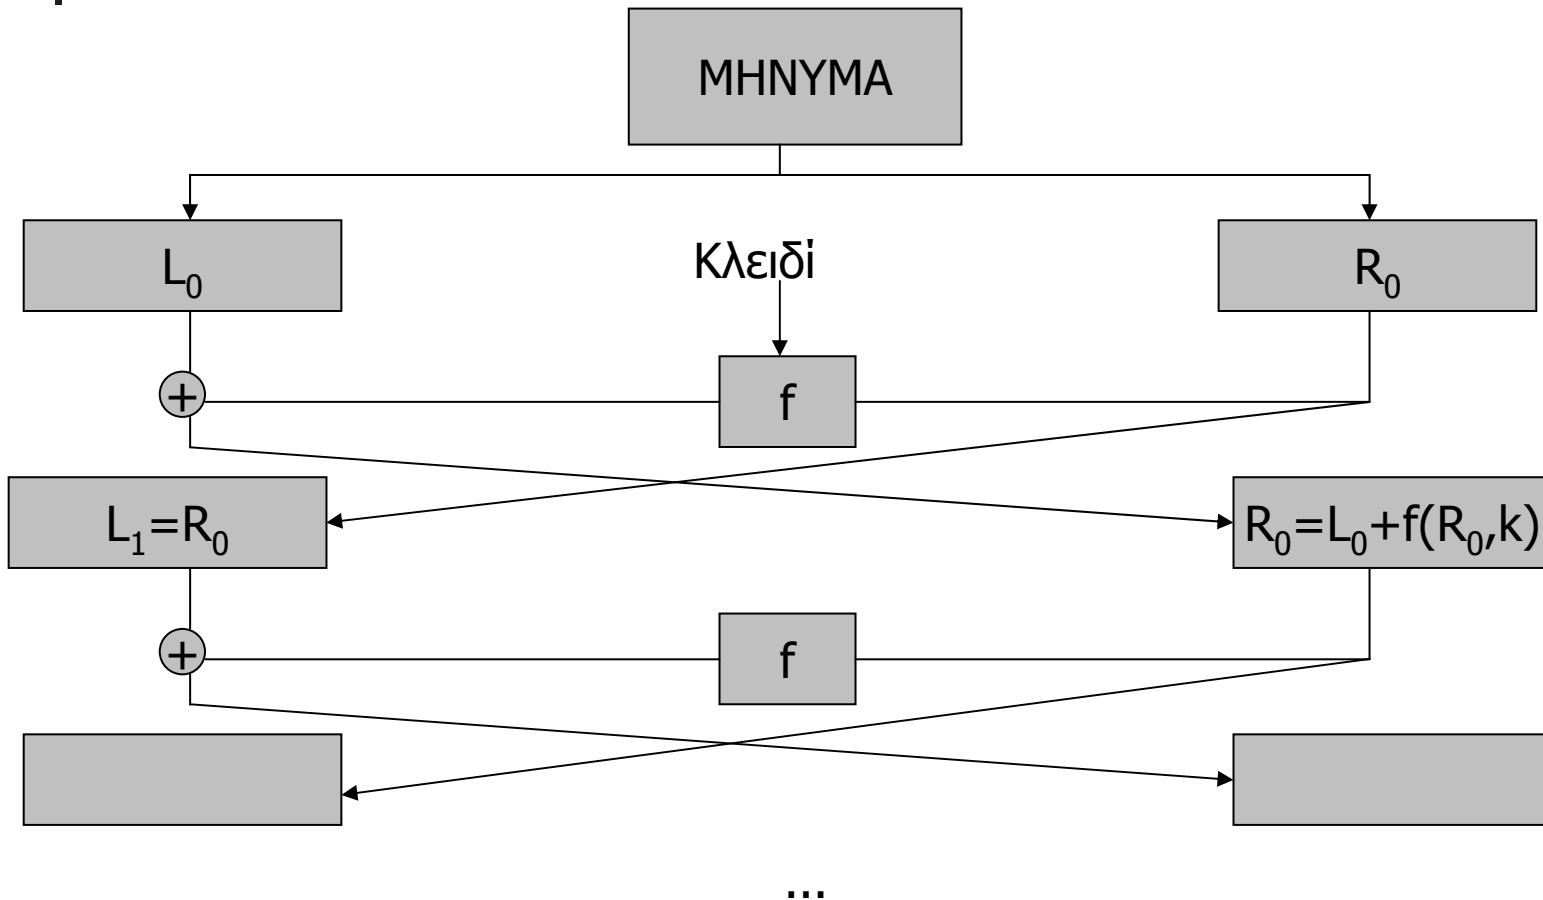 ΜΗΝΥΜΑ
L₀
Κλειδί
R₀
+
f
L₁=R₀
R₀=L₀+f(R₀,k)
+
f
...